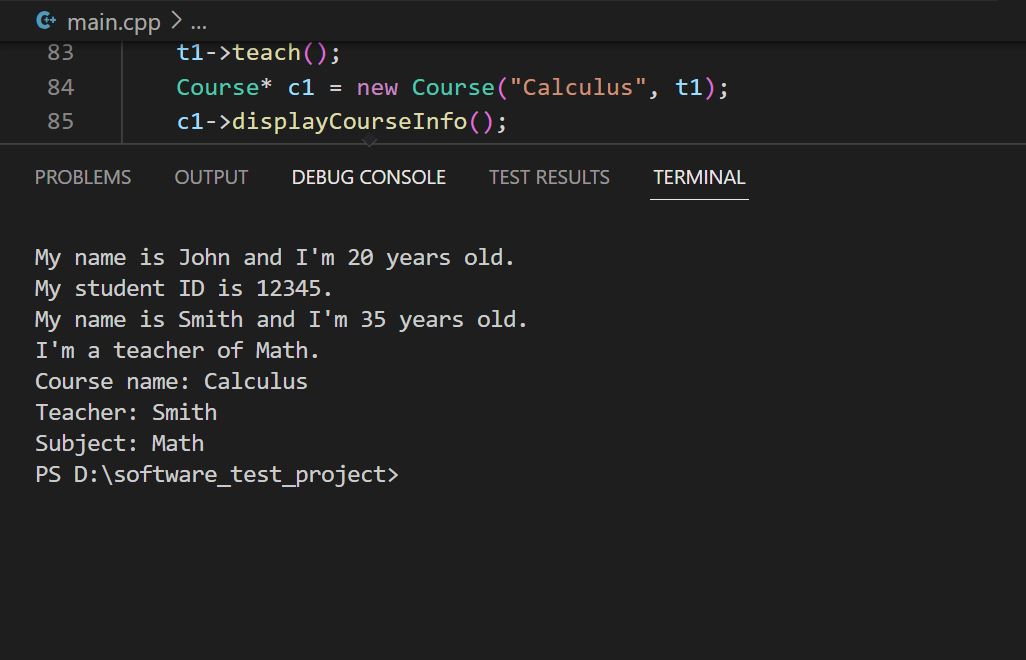 main.cpp > ...
83 t1->teach();
84 Course* c1 = new Course("Calculus", t1);
85 c1->displayCourseInfo();
PROBLEMS OUTPUT DEBUG CONSOLE TEST RESULTS TERMINAL
My name is John and I'm 20 years old.
My student ID is 12345.
My name is Smith and I'm 35 years old.
I'm a teacher of Math.
Course name: Calculus
Teacher: Smith
Subject: Math
PS D:\software_test_project>